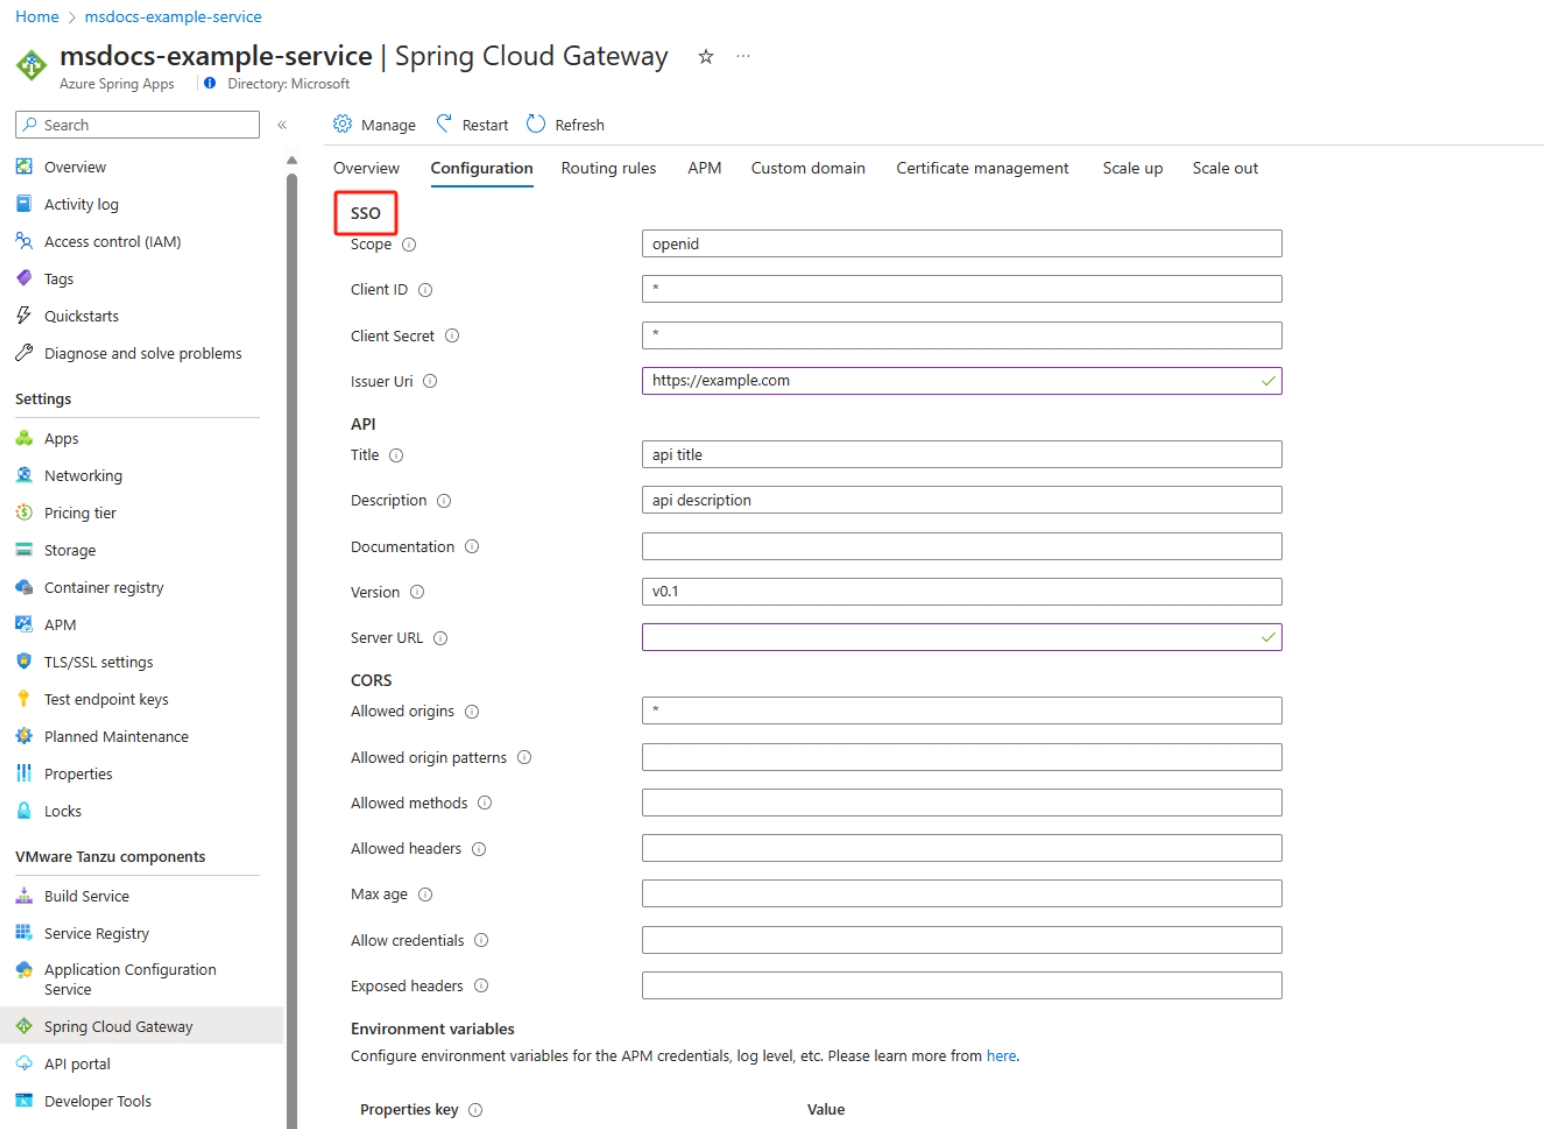 Home > msdocs-example-service
msdocs-example-service | Spring Cloud Gateway ☆ ...
Azure Spring Apps | Directory: Microsoft
Search «
Manage Restart Refresh
Overview Configuration Routing rules APM Custom domain Certificate management Scale up Scale out
Overview
Activity log
Access control (IAM)
Tags
Quickstarts
Diagnose and solve problems
Settings
Apps
Networking
Pricing tier
Storage
Container registry
APM
TLS/SSL settings
Test endpoint keys
Planned Maintenance
Properties
Locks
VMware Tanzu components
Build Service
Service Registry
Application Configuration
Service
Spring Cloud Gateway
API portal
Developer Tools
SSO
Scope openid
Client ID *
Client Secret *
Issuer Uri https://example.com
API
Title api title
Description api description
Documentation
Version v0.1
Server URL
CORS
Allowed origins *
Allowed origin patterns
Allowed methods
Allowed headers
Max age
Allow credentials
Exposed headers
Environment variables
Configure environment variables for the APM credentials, log level, etc. Please learn more from here.
Properties key Value